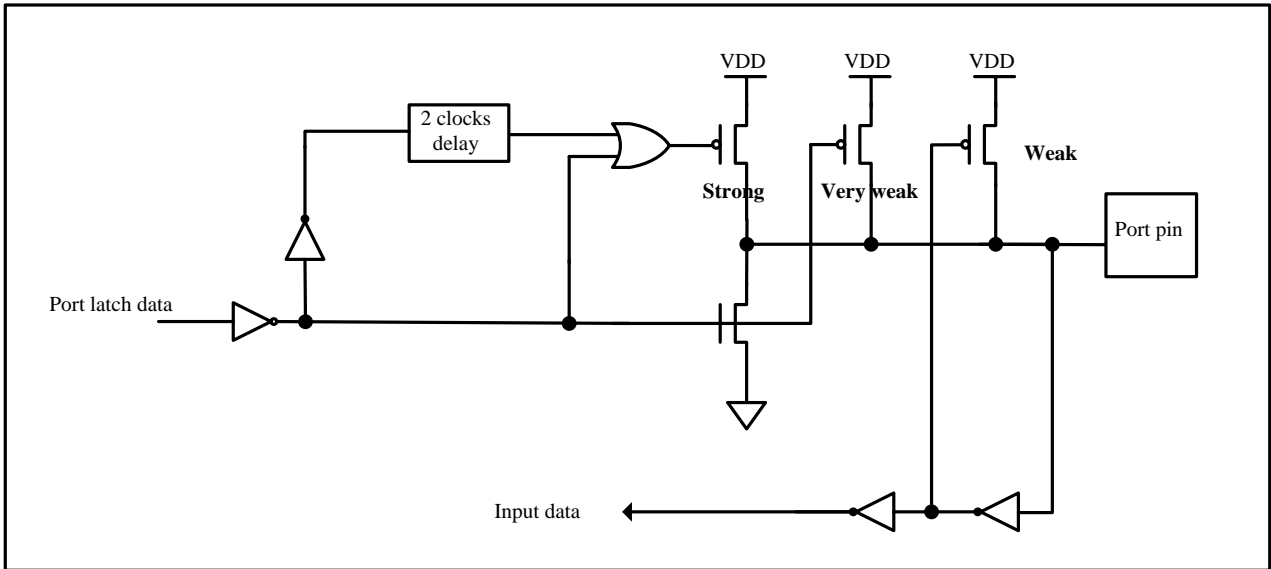 VDD
VDD
VDD
2 clocks
delay
Weak
Strong
Very weak
Port pin
Port latch data
Input data